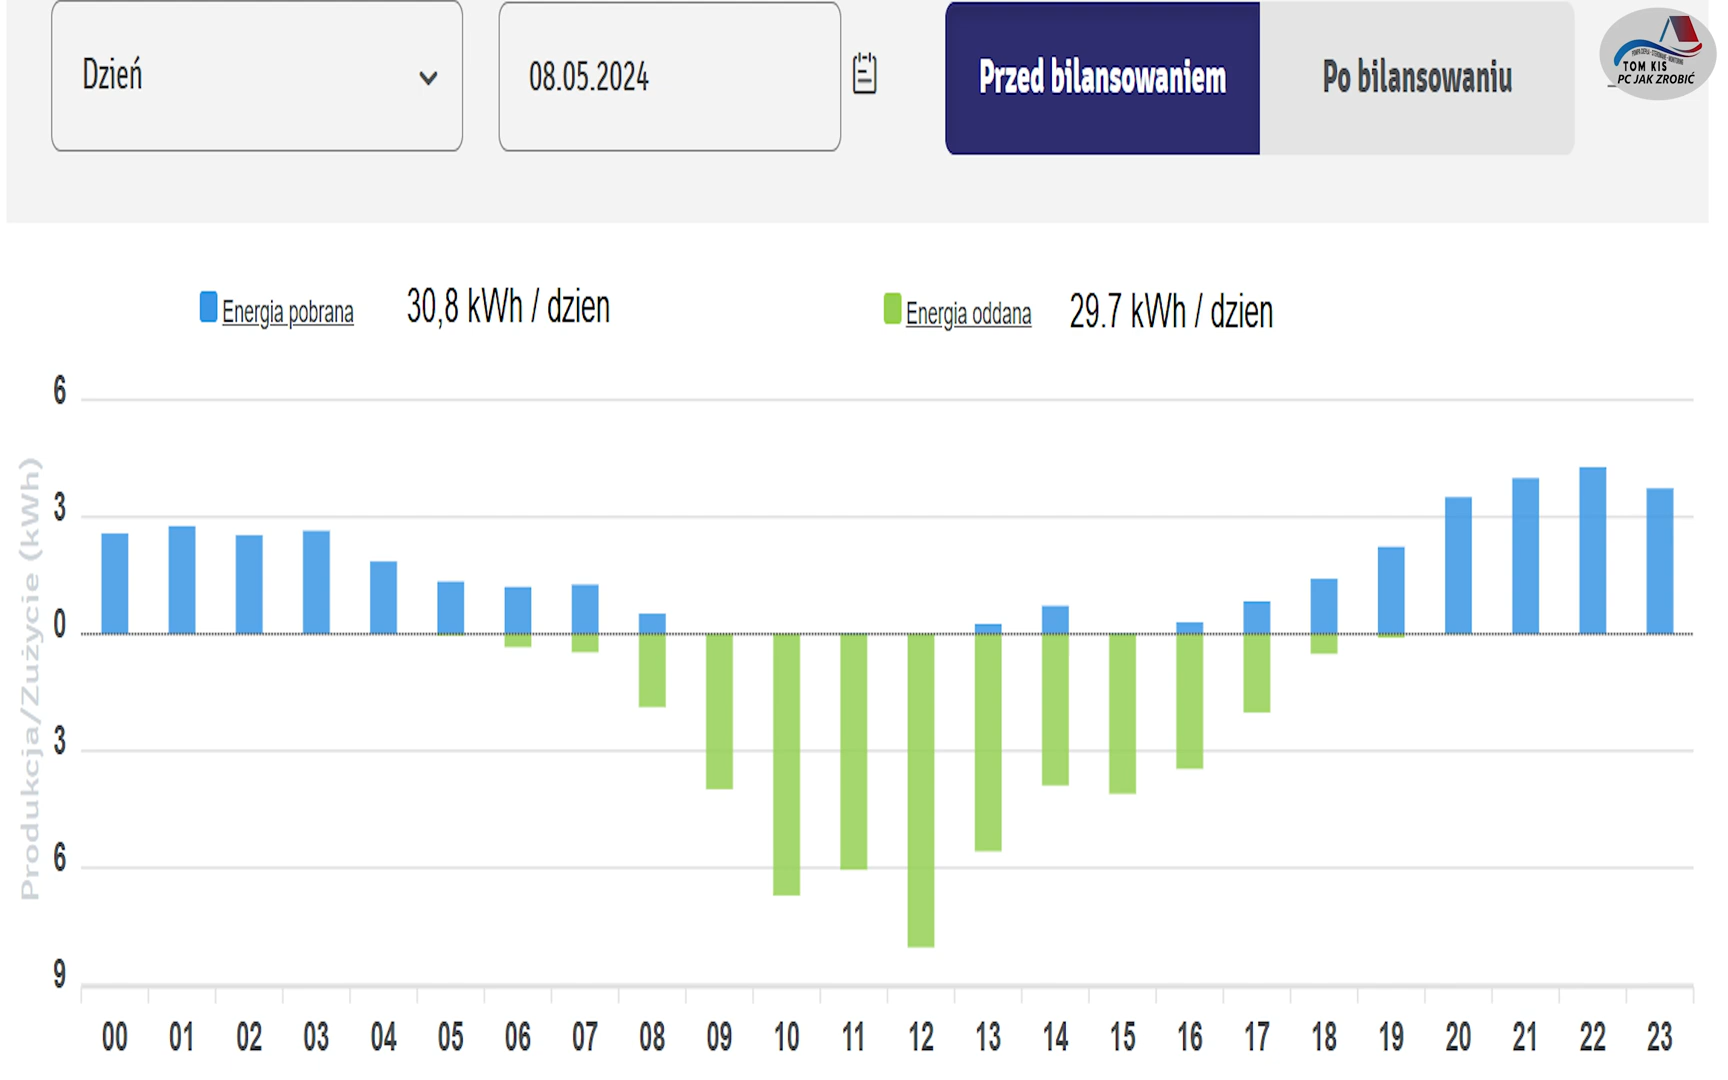 Dzień
08.05.2024
Przed bilansowaniem
Po bilansowaniu
TOM KIS
PC JAK ZROBIĆ
Energia pobrana
30,8 kWh / dzien
Energia oddana
29.7 kWh / dzien
Produkcja/Zużycie (kWh)
6
3
0
3
6
9
00 01 02 03 04 05 06 07 08 09 10 11 12 13 14 15 16 17 18 19 20 21 22 23